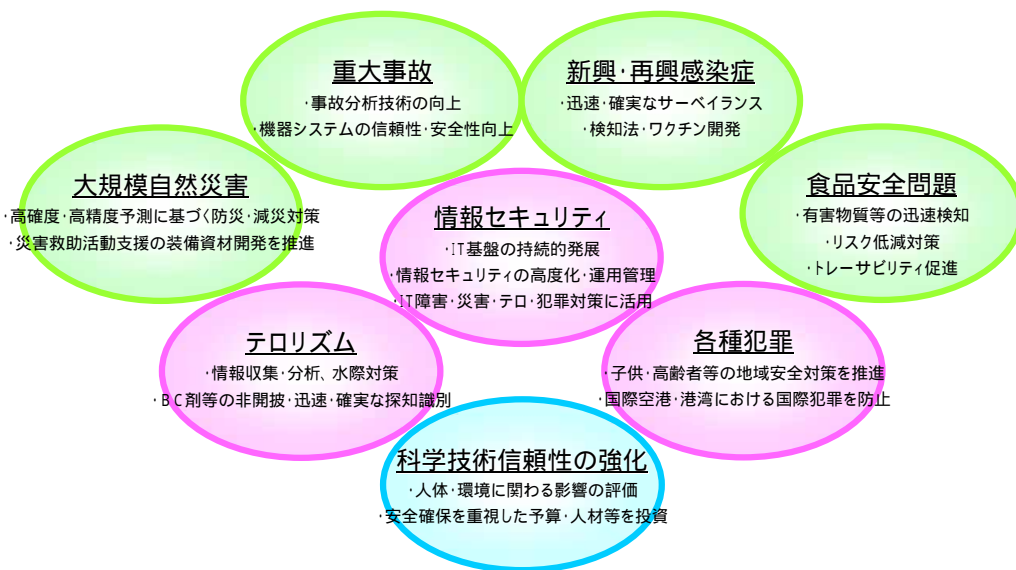 重大事故
・事故分析技術の向上
・機器システムの信頼性・安全性向上
新興・再興感染症
・迅速・確実なサーベイランス
・検知法・ワクチン開発
大規模自然災害
・高確度・高精度予測に基づく防災・減災対策
・災害救助活動支援の装備資材開発を推進
食品安全問題
・有害物質等の迅速検知
・リスク低減対策
・トレーサビリティ促進
情報セキュリティ
・IT基盤の持続的発展
・情報セキュリティの高度化・運用管理
・IT障害・災害・テロ・犯罪対策に活用
テロリズム
・情報収集・分析、水際対策
・BC剤等の非開披・迅速・確実な探知識別
各種犯罪
・子供・高齢者等の地域安全対策を推進
・国際空港・港湾における国際犯罪を防止
科学技術信頼性の強化
・人体・環境に関わる影響の評価
・安全確保を重視した予算・人材等を投資